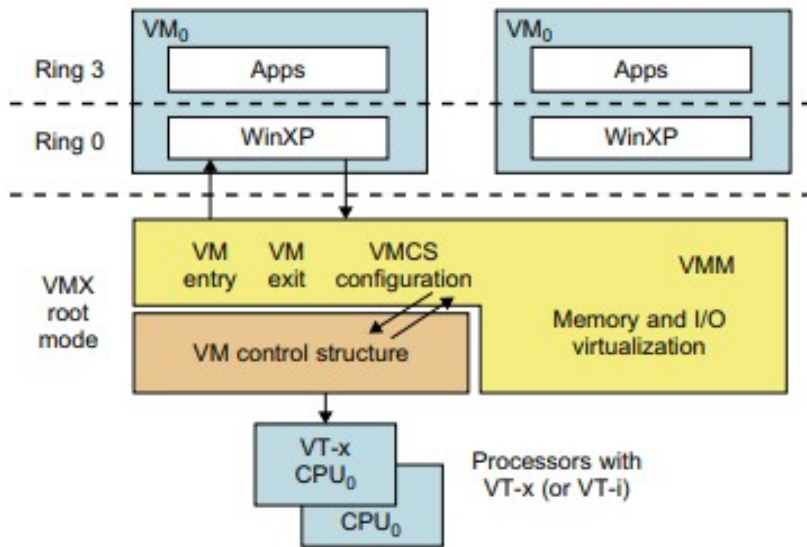 VM₀
VM₀
Ring 3
Apps
Apps
Ring 0
WinXP
WinXP
VMX
root
mode
VM
entry
VM
exit
VMCS
configuration
VMM
Memory and I/O
virtualization
VM control structure
VT-x
CPU₀
CPU₀
Processors with
VT-x (or VT-i)